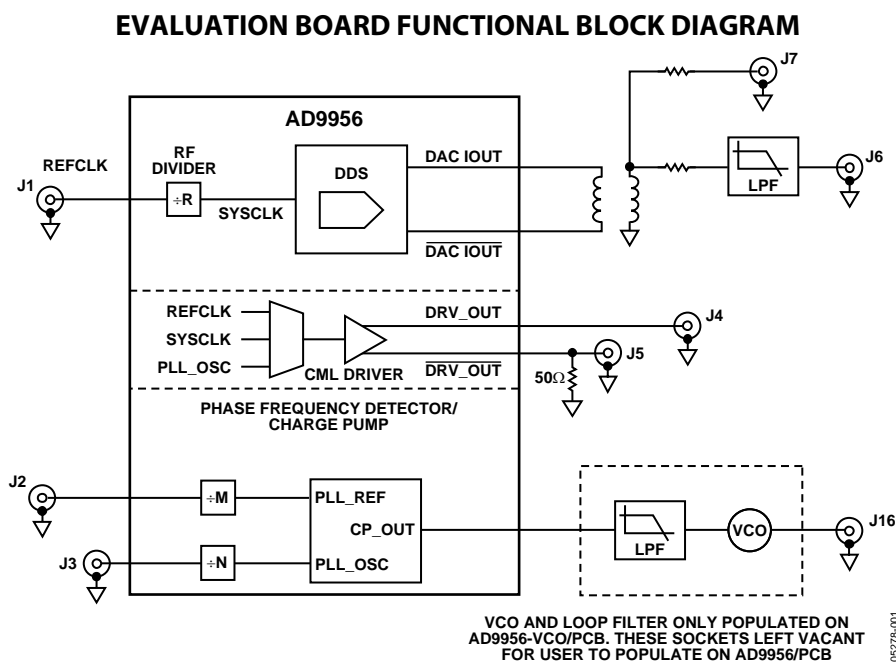 EVALUATION BOARD FUNCTIONAL BLOCK DIAGRAM
J7
AD9956
J1
REFCLK
RF
DIVIDER
÷R
SYSCLK
DDS
DAC IOUT
DAC IOUT
LPF
J6
REFCLK
SYSCLK
PLL_OSC
CML DRIVER
DRV_OUT
DRV_OUT
J4
J5
50Ω
PHASE FREQUENCY DETECTOR/
CHARGE PUMP
J2
÷M
PLL_REF
CP_OUT
J3
÷N
PLL_OSC
LPF
VCO
J16
VCO AND LOOP FILTER ONLY POPULATED ON
AD9956-VCO/PCB. THESE SOCKETS LEFT VACANT
FOR USER TO POPULATE ON AD9956/PCB
05278-001